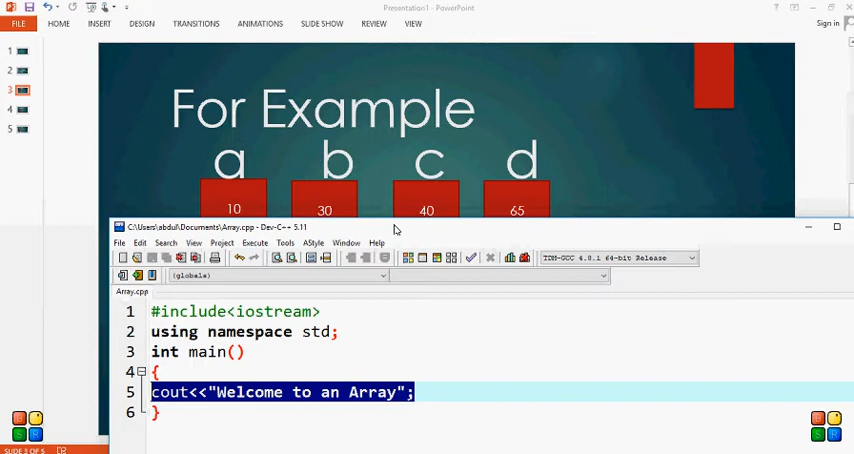 Presentation1 - PowerPoint
FILE HOME INSERT DESIGN TRANSITIONS ANIMATIONS SLIDE SHOW REVIEW VIEW Sign in
1
2
3
4
5
For Example
a b c d
10 30 40 65
C:\Users\abdul\Documents\Array.cpp - Dev-C++ 5.11
File Edit Search View Project Execute Tools AStyle Window Help
TDM-GCC 4.8.1 64-bit Release
(globals)
Array.cpp
1 #include<iostream>
2 using namespace std;
3 int main()
4 {
5 cout<<"Welcome to an Array";
6 }
SLIDE 3 OF 5